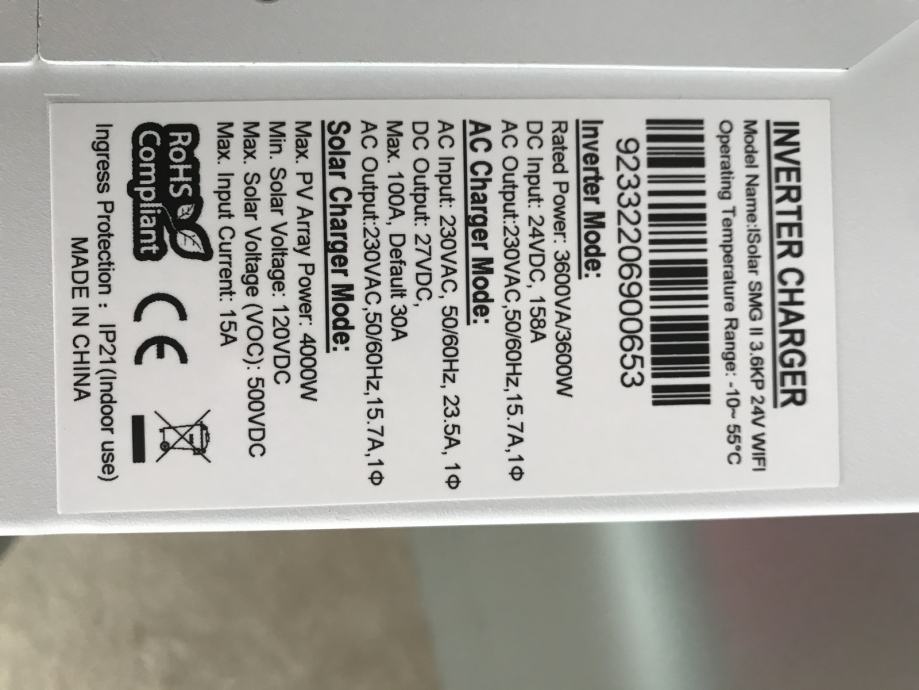 INVERTER CHARGER
Model Name:ISolar SMG II 3.6KP 24V WIFI
Operating Temperature Range: -10~ 55°C
92332206900653
Inverter Mode:
Rated Power: 3600VA/3600W
DC Input: 24VDC, 158A
AC Output:230VAC,50/60Hz,15.7A,1Φ
AC Charger Mode:
AC Input: 230VAC, 50/60Hz, 23.5A, 1Φ
DC Output: 27VDC,
Max. 100A, Default 30A
AC Output:230VAC,50/60Hz,15.7A,1Φ
Solar Charger Mode:
Max. PV Array Power: 4000W
Min. Solar Voltage: 120VDC
Max. Solar Voltage (VOC): 500VDC
Max. Input Current: 15A
RoHS
Compliant
CE
Ingress Protection : IP21(Indoor use)
MADE IN CHINA